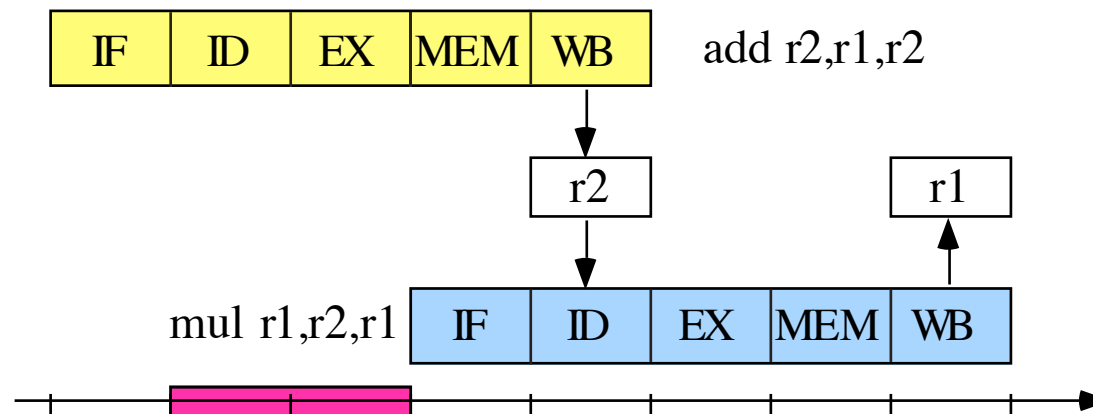 IF ID EX MEM WB add r2,r1,r2
r2 r1
mul r1,r2,r1 IF ID EX MEM WB